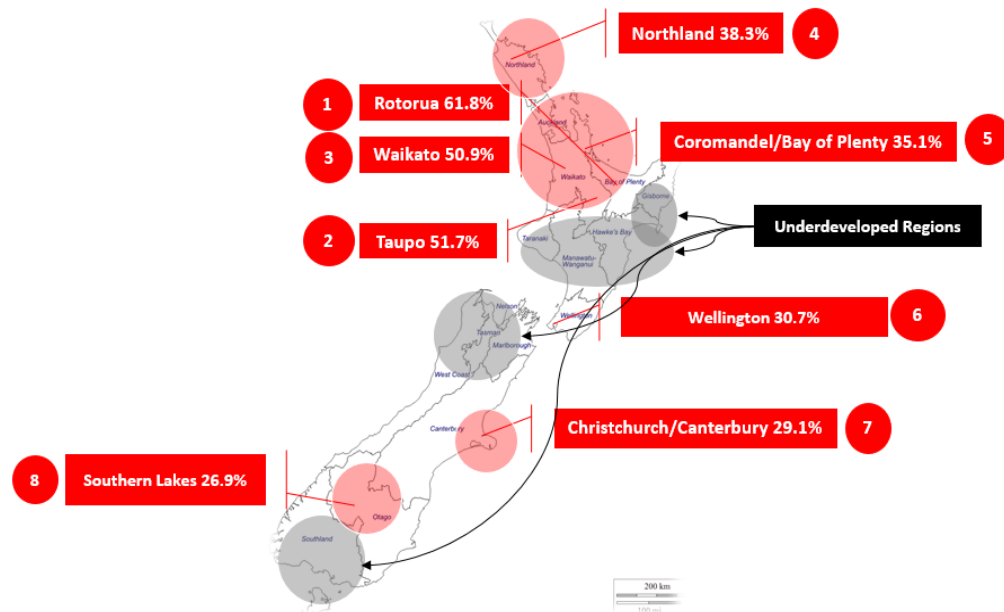 Northland 38.3%
4
Northland
1
Rotorua 61.8%
Auckland
Coromandel/Bay of Plenty 35.1%
5
3
Waikato 50.9%
Waikato
Bay of Plenty
Gisborne
Underdeveloped Regions
2
Taupo 51.7%
Taranaki
Hawke's Bay
Manawatu-
Wanganui
Nelson
Wellington
Wellington 30.7%
6
Tasman
Marlborough
West Coast
Canterbury
Christchurch/Canterbury 29.1%
7
8
Southern Lakes 26.9%
Otago
Southland
200 km